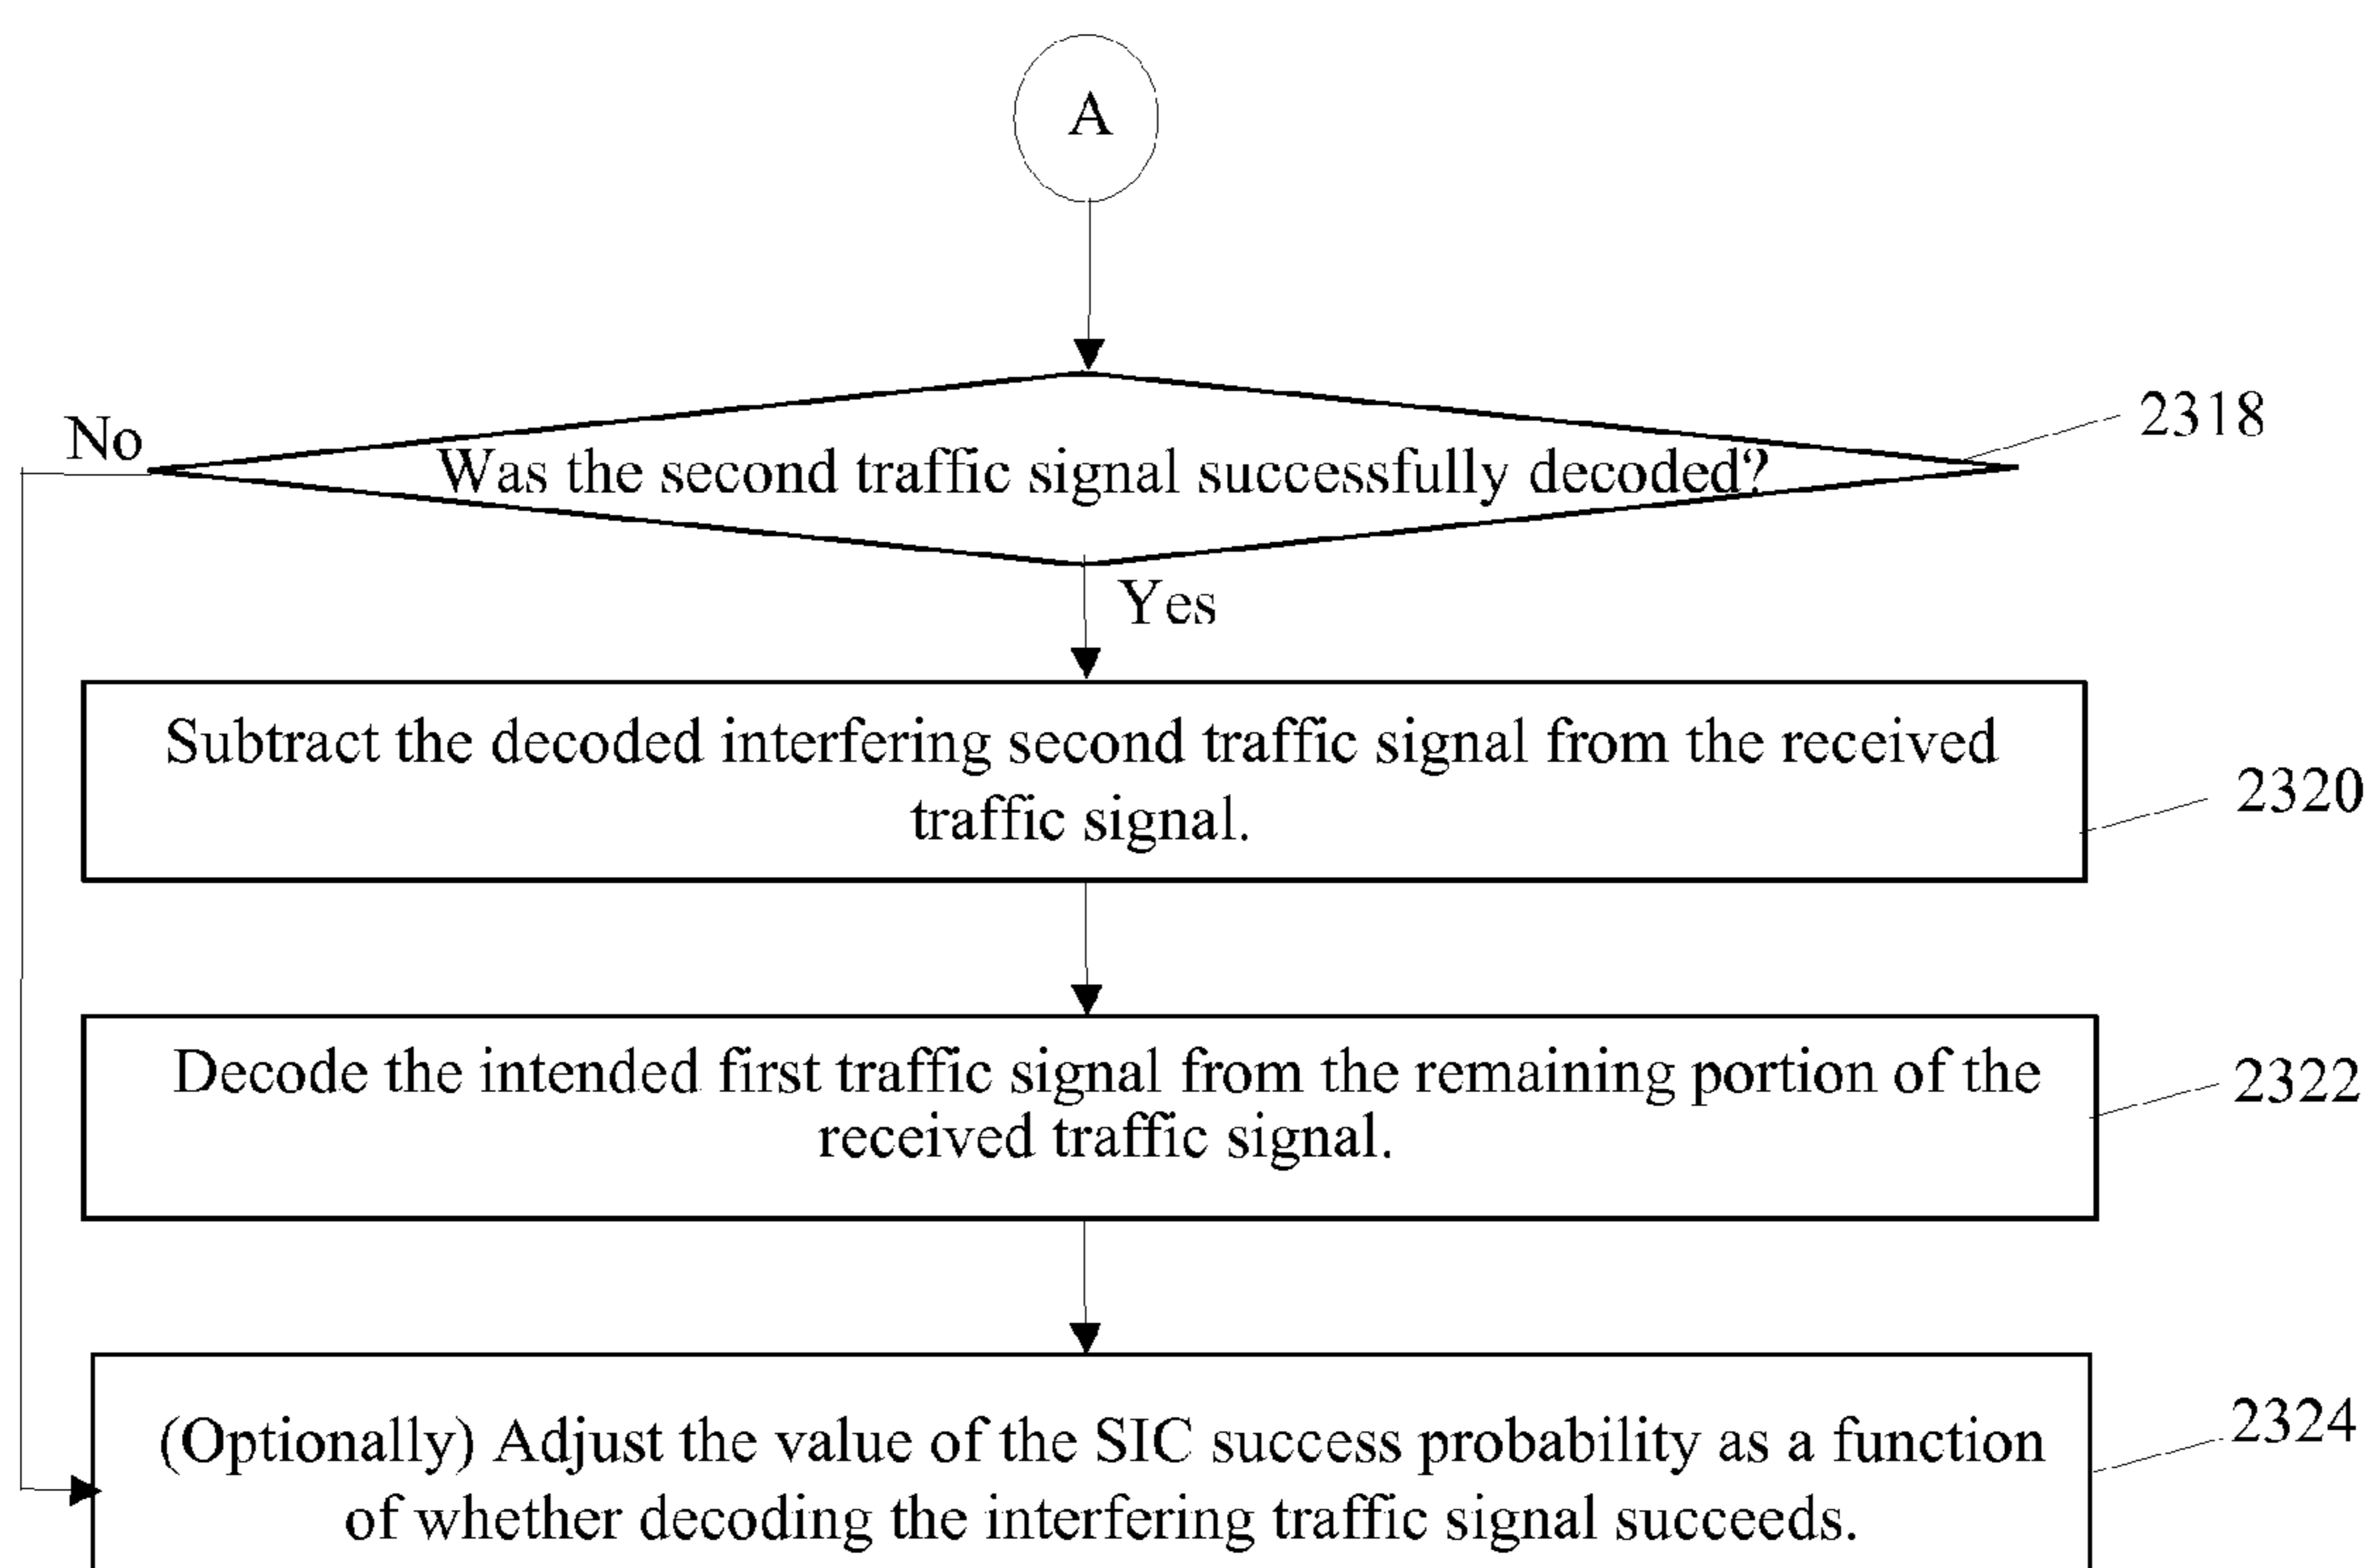 A
No
2318
Was the second traffic signal successfully decoded?
Yes
Subtract the decoded interfering second traffic signal from the received
traffic signal.
2320
Decode the intended first traffic signal from the remaining portion of the
received traffic signal.
2322
(Optionally) Adjust the value of the SIC success probability as a function
of whether decoding the interfering traffic signal succeeds.
2324